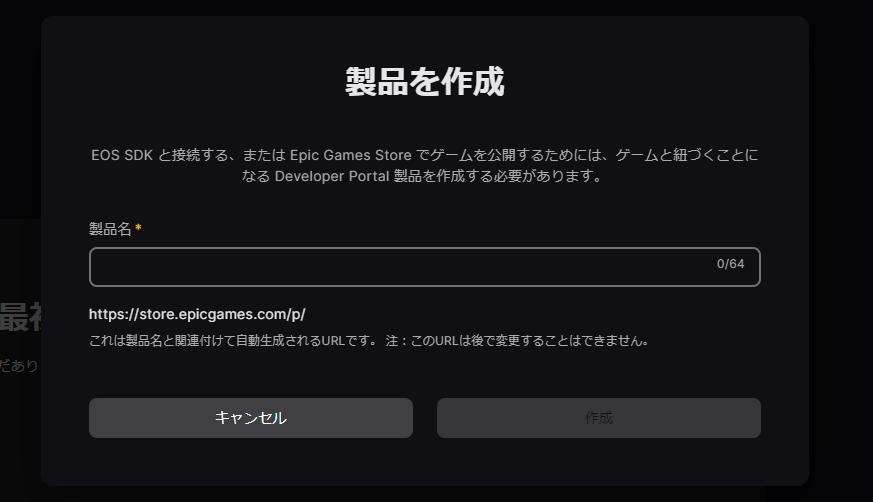 製品を作成
EOS SDK と接続する、または Epic Games Store でゲームを公開するためには、ゲームと紐づくことに
なる Developer Portal 製品を作成する必要があります。
製品名 *
0/64
https://store.epicgames.com/p/
これは製品名と関連付けて自動生成されるURLです。 注：このURLは後で変更することはできません。
最初
だあり
キャンセル
作成